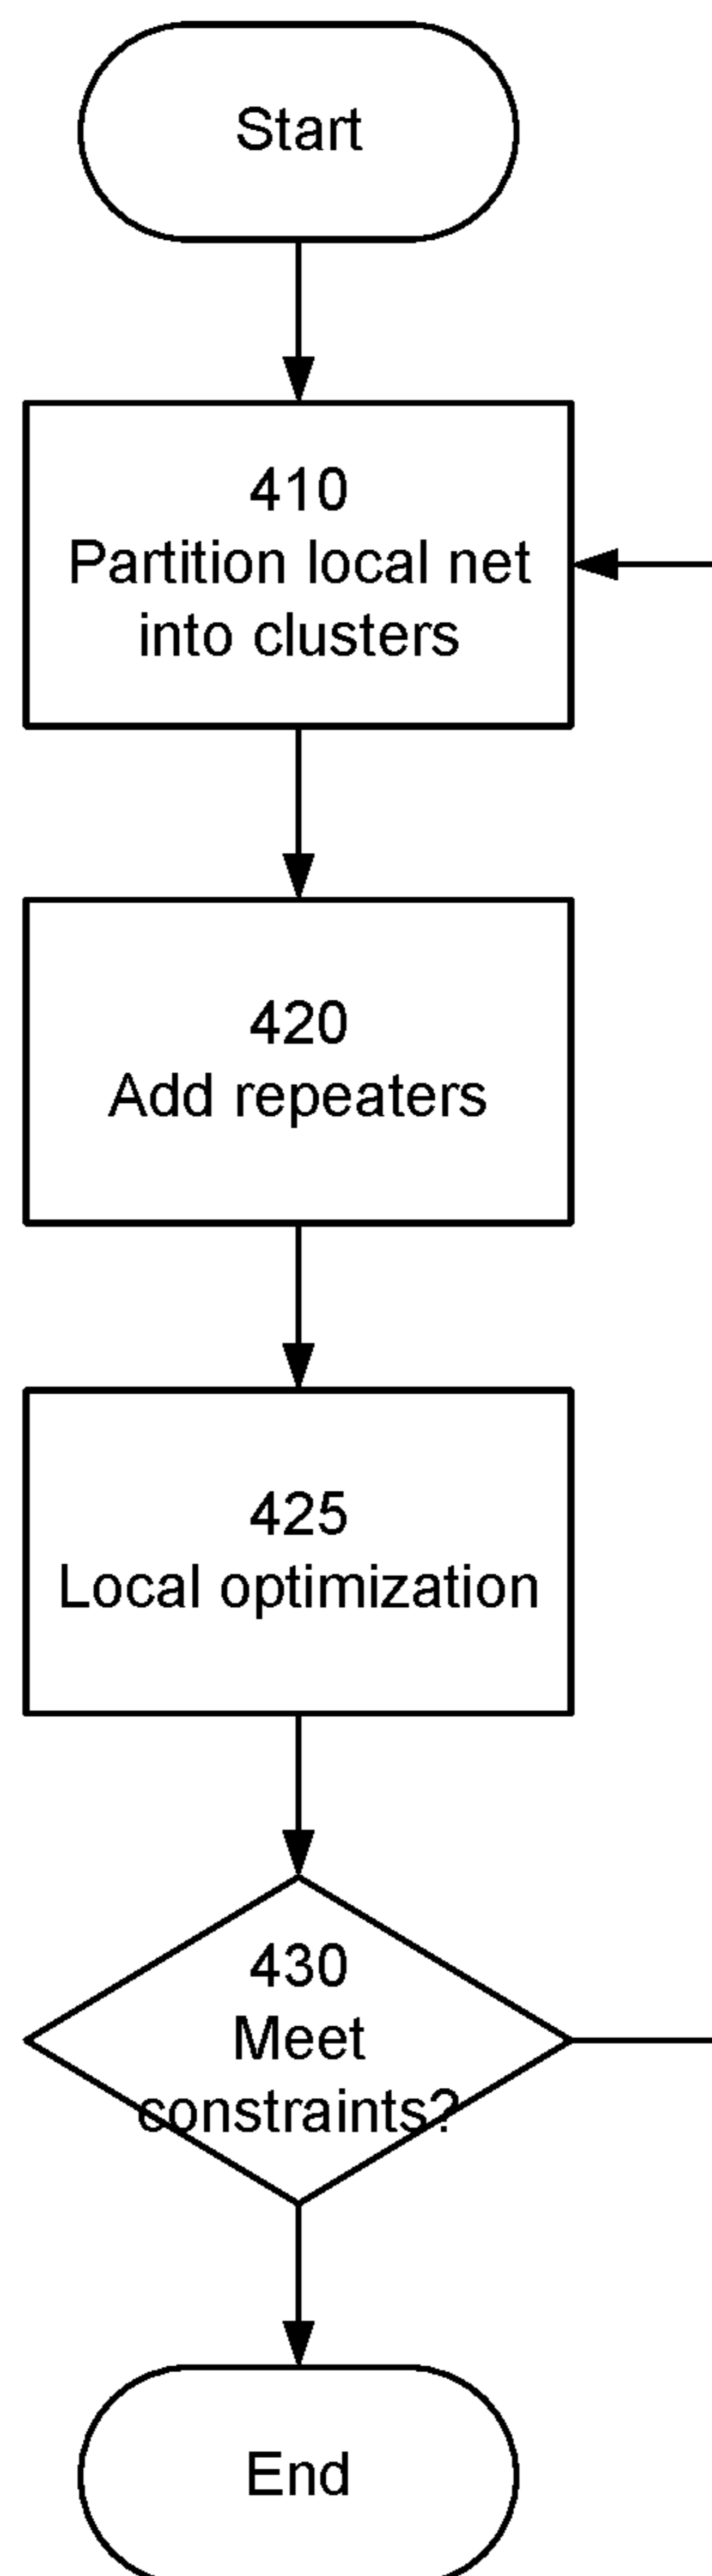 Start
410
Partition local net
into clusters
420
Add repeaters
425
Local optimization
430
Meet
constraints?
End